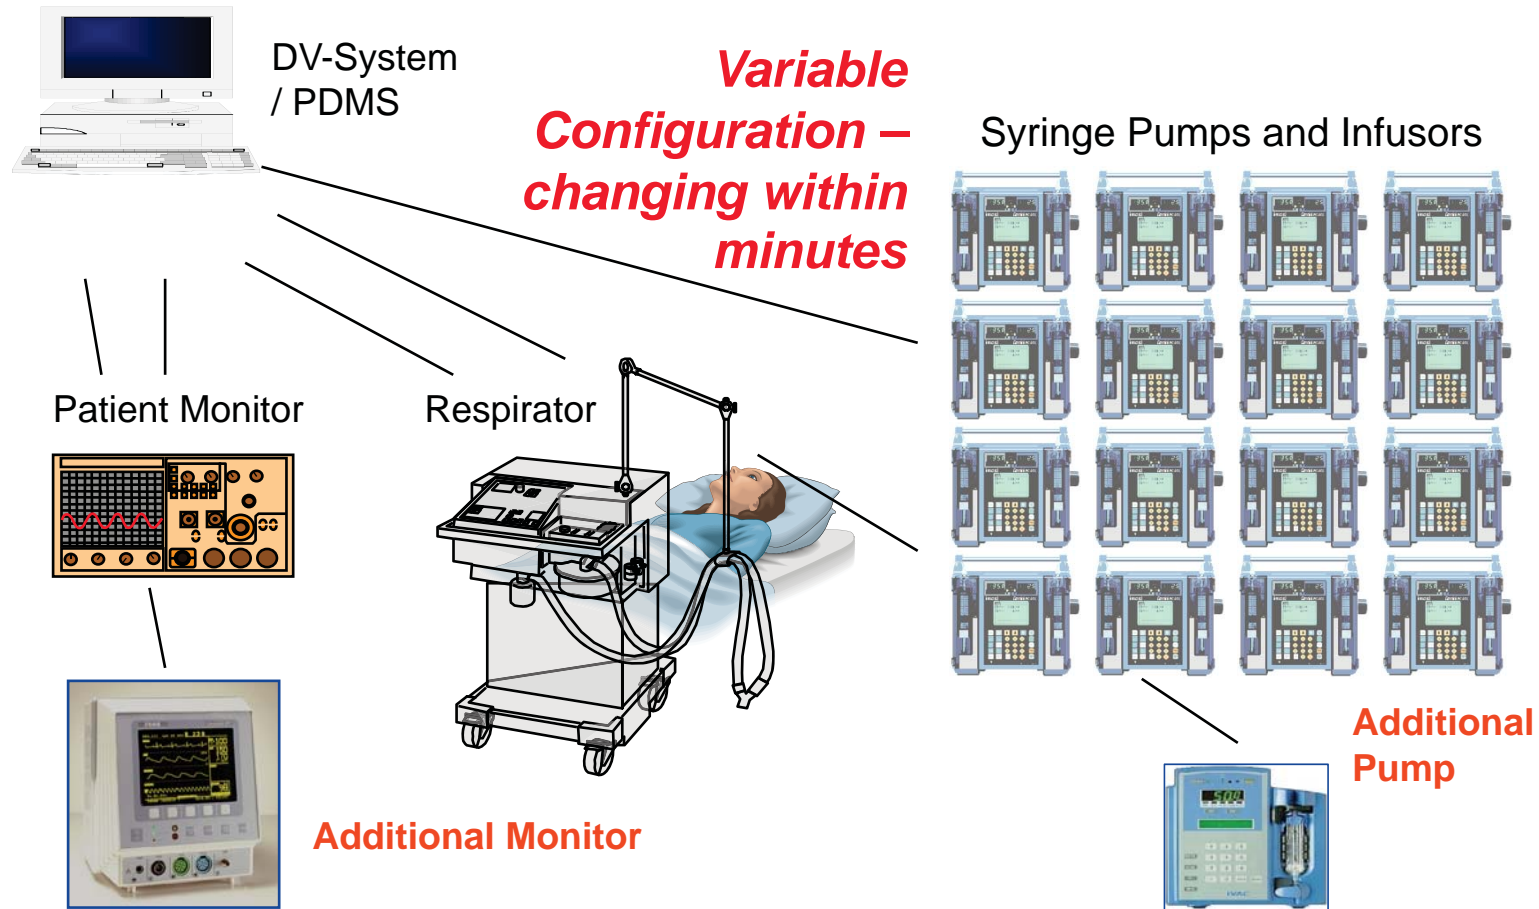 DV-System
/ PDMS
Variable
Configuration –
changing within
minutes
Syringe Pumps and Infusors
Patient Monitor
Respirator
Additional Monitor
Additional
Pump